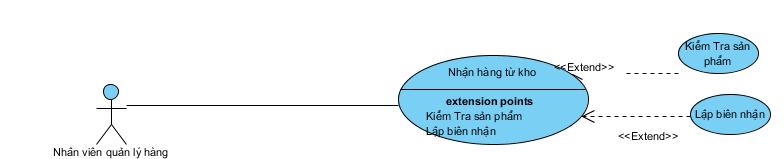 Kiểm Tra sản
phẩm
<<Extend>>
Nhận hàng từ kho
extension points
Kiểm Tra sản phẩm
Lập biên nhận
Lập biên nhận
<<Extend>>
Nhân viên quản lý hàng